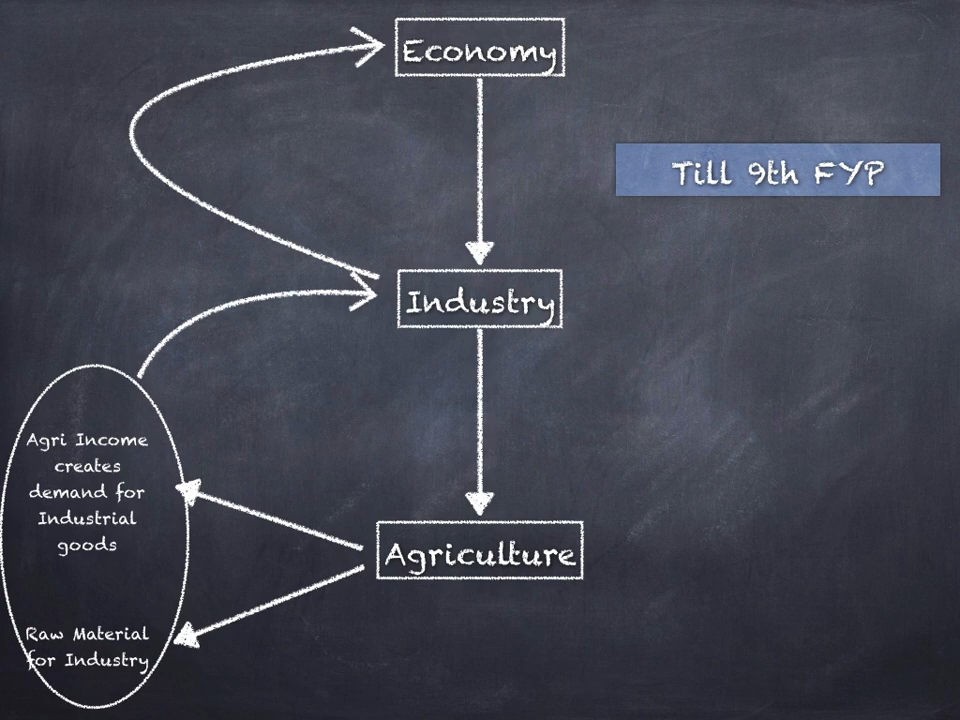 Economy
Till 9th FYP
Industry
Agri Income
creates
demand for
Industrial
goods
Agriculture
Raw Material
for Industry